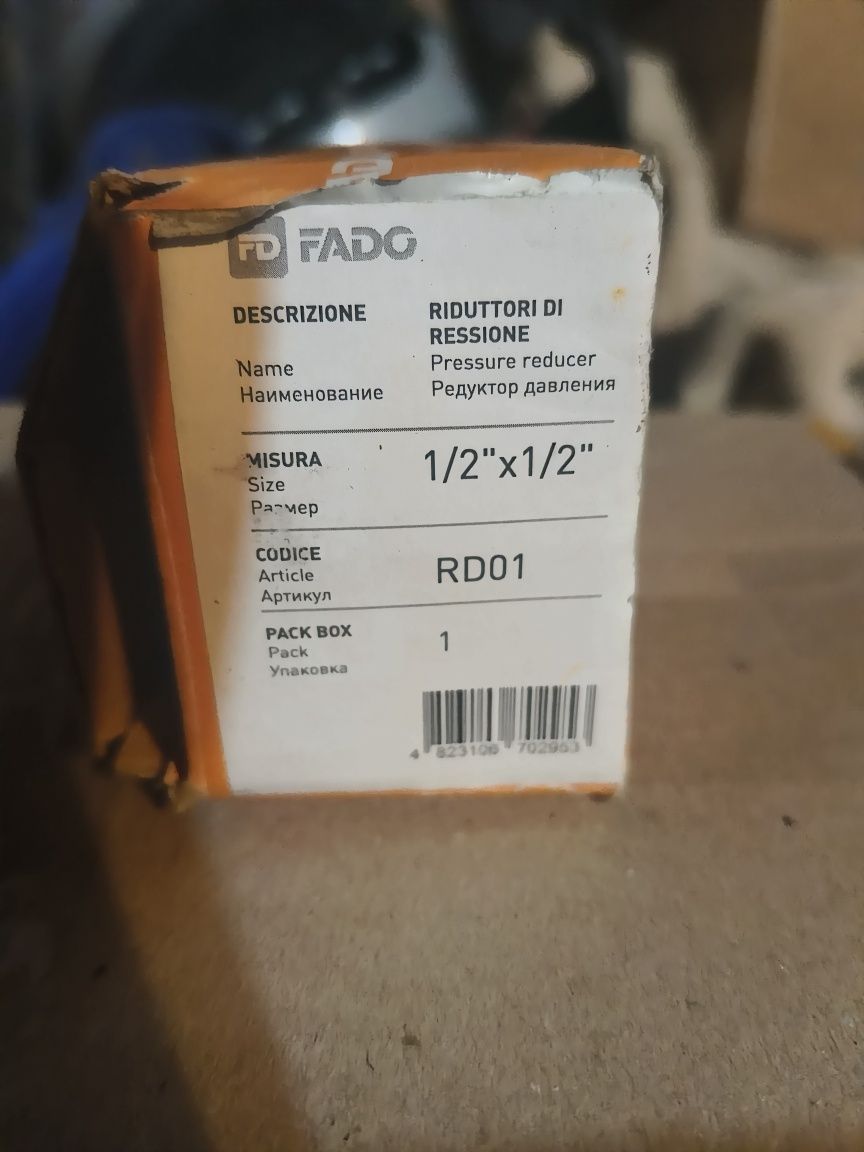 FD FADO
DESCRIZIONE RIDUTTORI DI
RESSIONE
Name Pressure reducer
Наименование Редуктор давления
MISURA 1/2"x1/2"
Size
Размер
CODICE RD01
Article
Артикул
PACK BOX 1
Pack
Упаковка
4 823106 702953